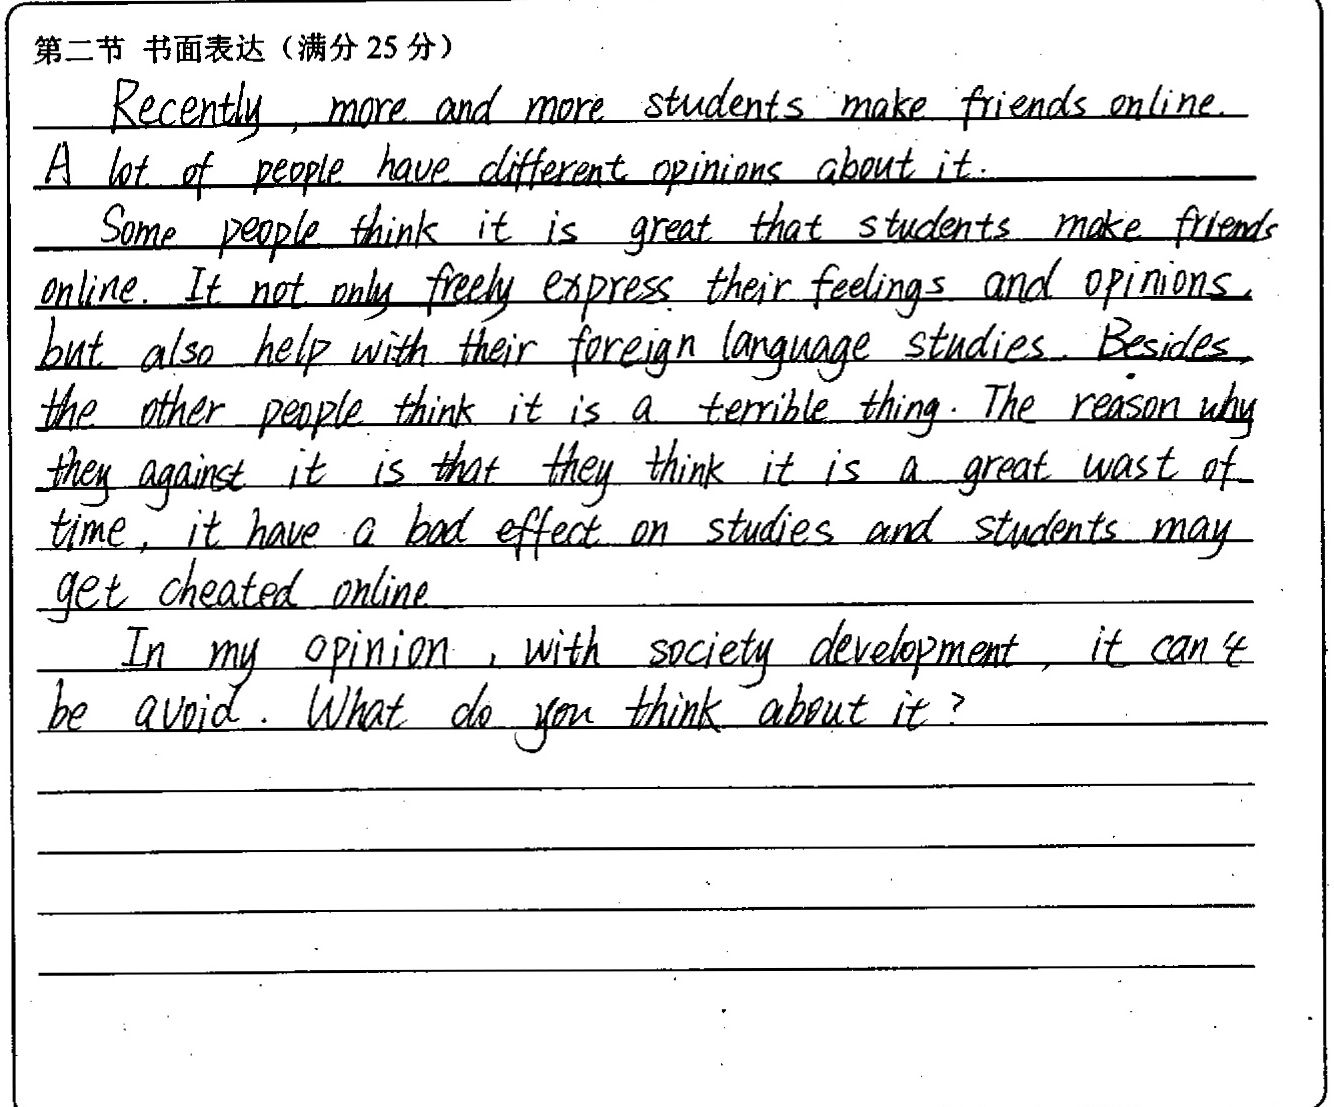 第二节 书面表达（满分 25 分）
Recently, more and more students make friends online.
A lot of people have different opinions about it.
Some people think it is great that students make friends
online. It not only freely express their feelings and opinions,
but also help with their foreign language studies. Besides,
the other people think it is a terrible thing. The reason why
they against it is that they think it is a great wast of
time, it have a bad effect on studies and students may
get cheated online
In my opinion, with society development, it can't
be avoid. What do you think about it?